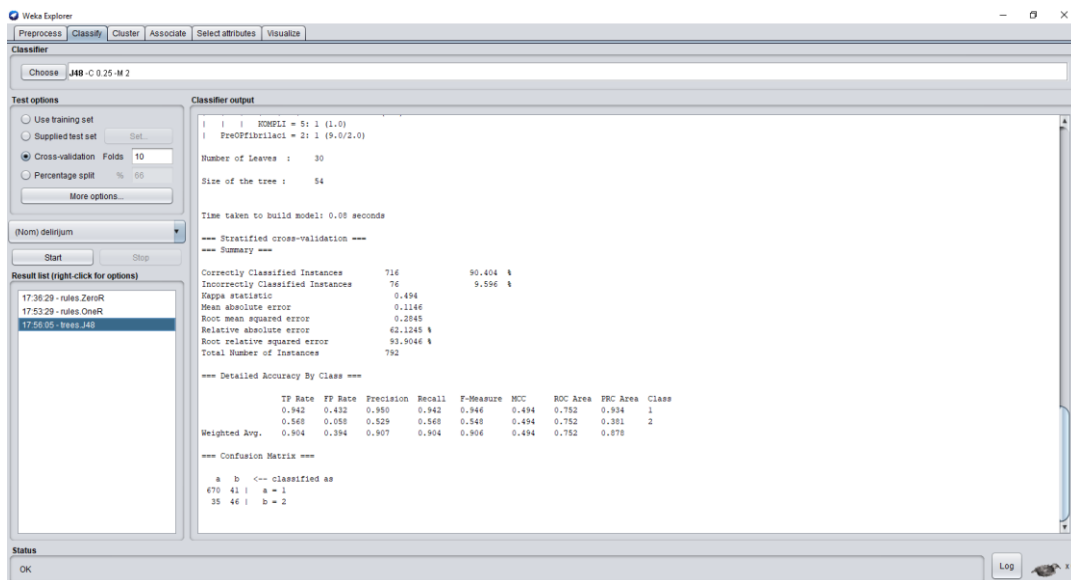 Weka Explorer
Preprocess Classify Cluster Associate Select attributes Visualize
Classifier
Choose J48 -C 0.25 -M 2
Test options
Use training set
Supplied test set Set...
Cross-validation Folds 10
Percentage split % 66
More options...
(Nom) delirijum
Start Stop
Result list (right-click for options)
17:36:29 - rules.ZeroR
17:53:29 - rules.OneR
17:56:05 - trees.J48
Classifier output
| | | KOMPLI = 5: 1 (1.0)
| PreOPfibrilaci = 2: 1 (9.0/2.0)
Number of Leaves : 30
Size of the tree : 54
Time taken to build model: 0.08 seconds
=== Stratified cross-validation ===
=== Summary ===
Correctly Classified Instances 716 90.404 %
Incorrectly Classified Instances 76 9.596 %
Kappa statistic 0.494
Mean absolute error 0.1146
Root mean squared error 0.2845
Relative absolute error 62.1245 %
Root relative squared error 93.9046 %
Total Number of Instances 792
=== Detailed Accuracy By Class ===
TP Rate FP Rate Precision Recall F-Measure MCC ROC Area PRC Area Class
0.942 0.432 0.950 0.942 0.946 0.494 0.752 0.934 1
0.568 0.058 0.529 0.568 0.548 0.494 0.752 0.381 2
Weighted Avg. 0.904 0.394 0.907 0.904 0.906 0.494 0.752 0.878
=== Confusion Matrix ===
a b <-- classified as
670 41 | a = 1
35 46 | b = 2
Status
OK
Log
x